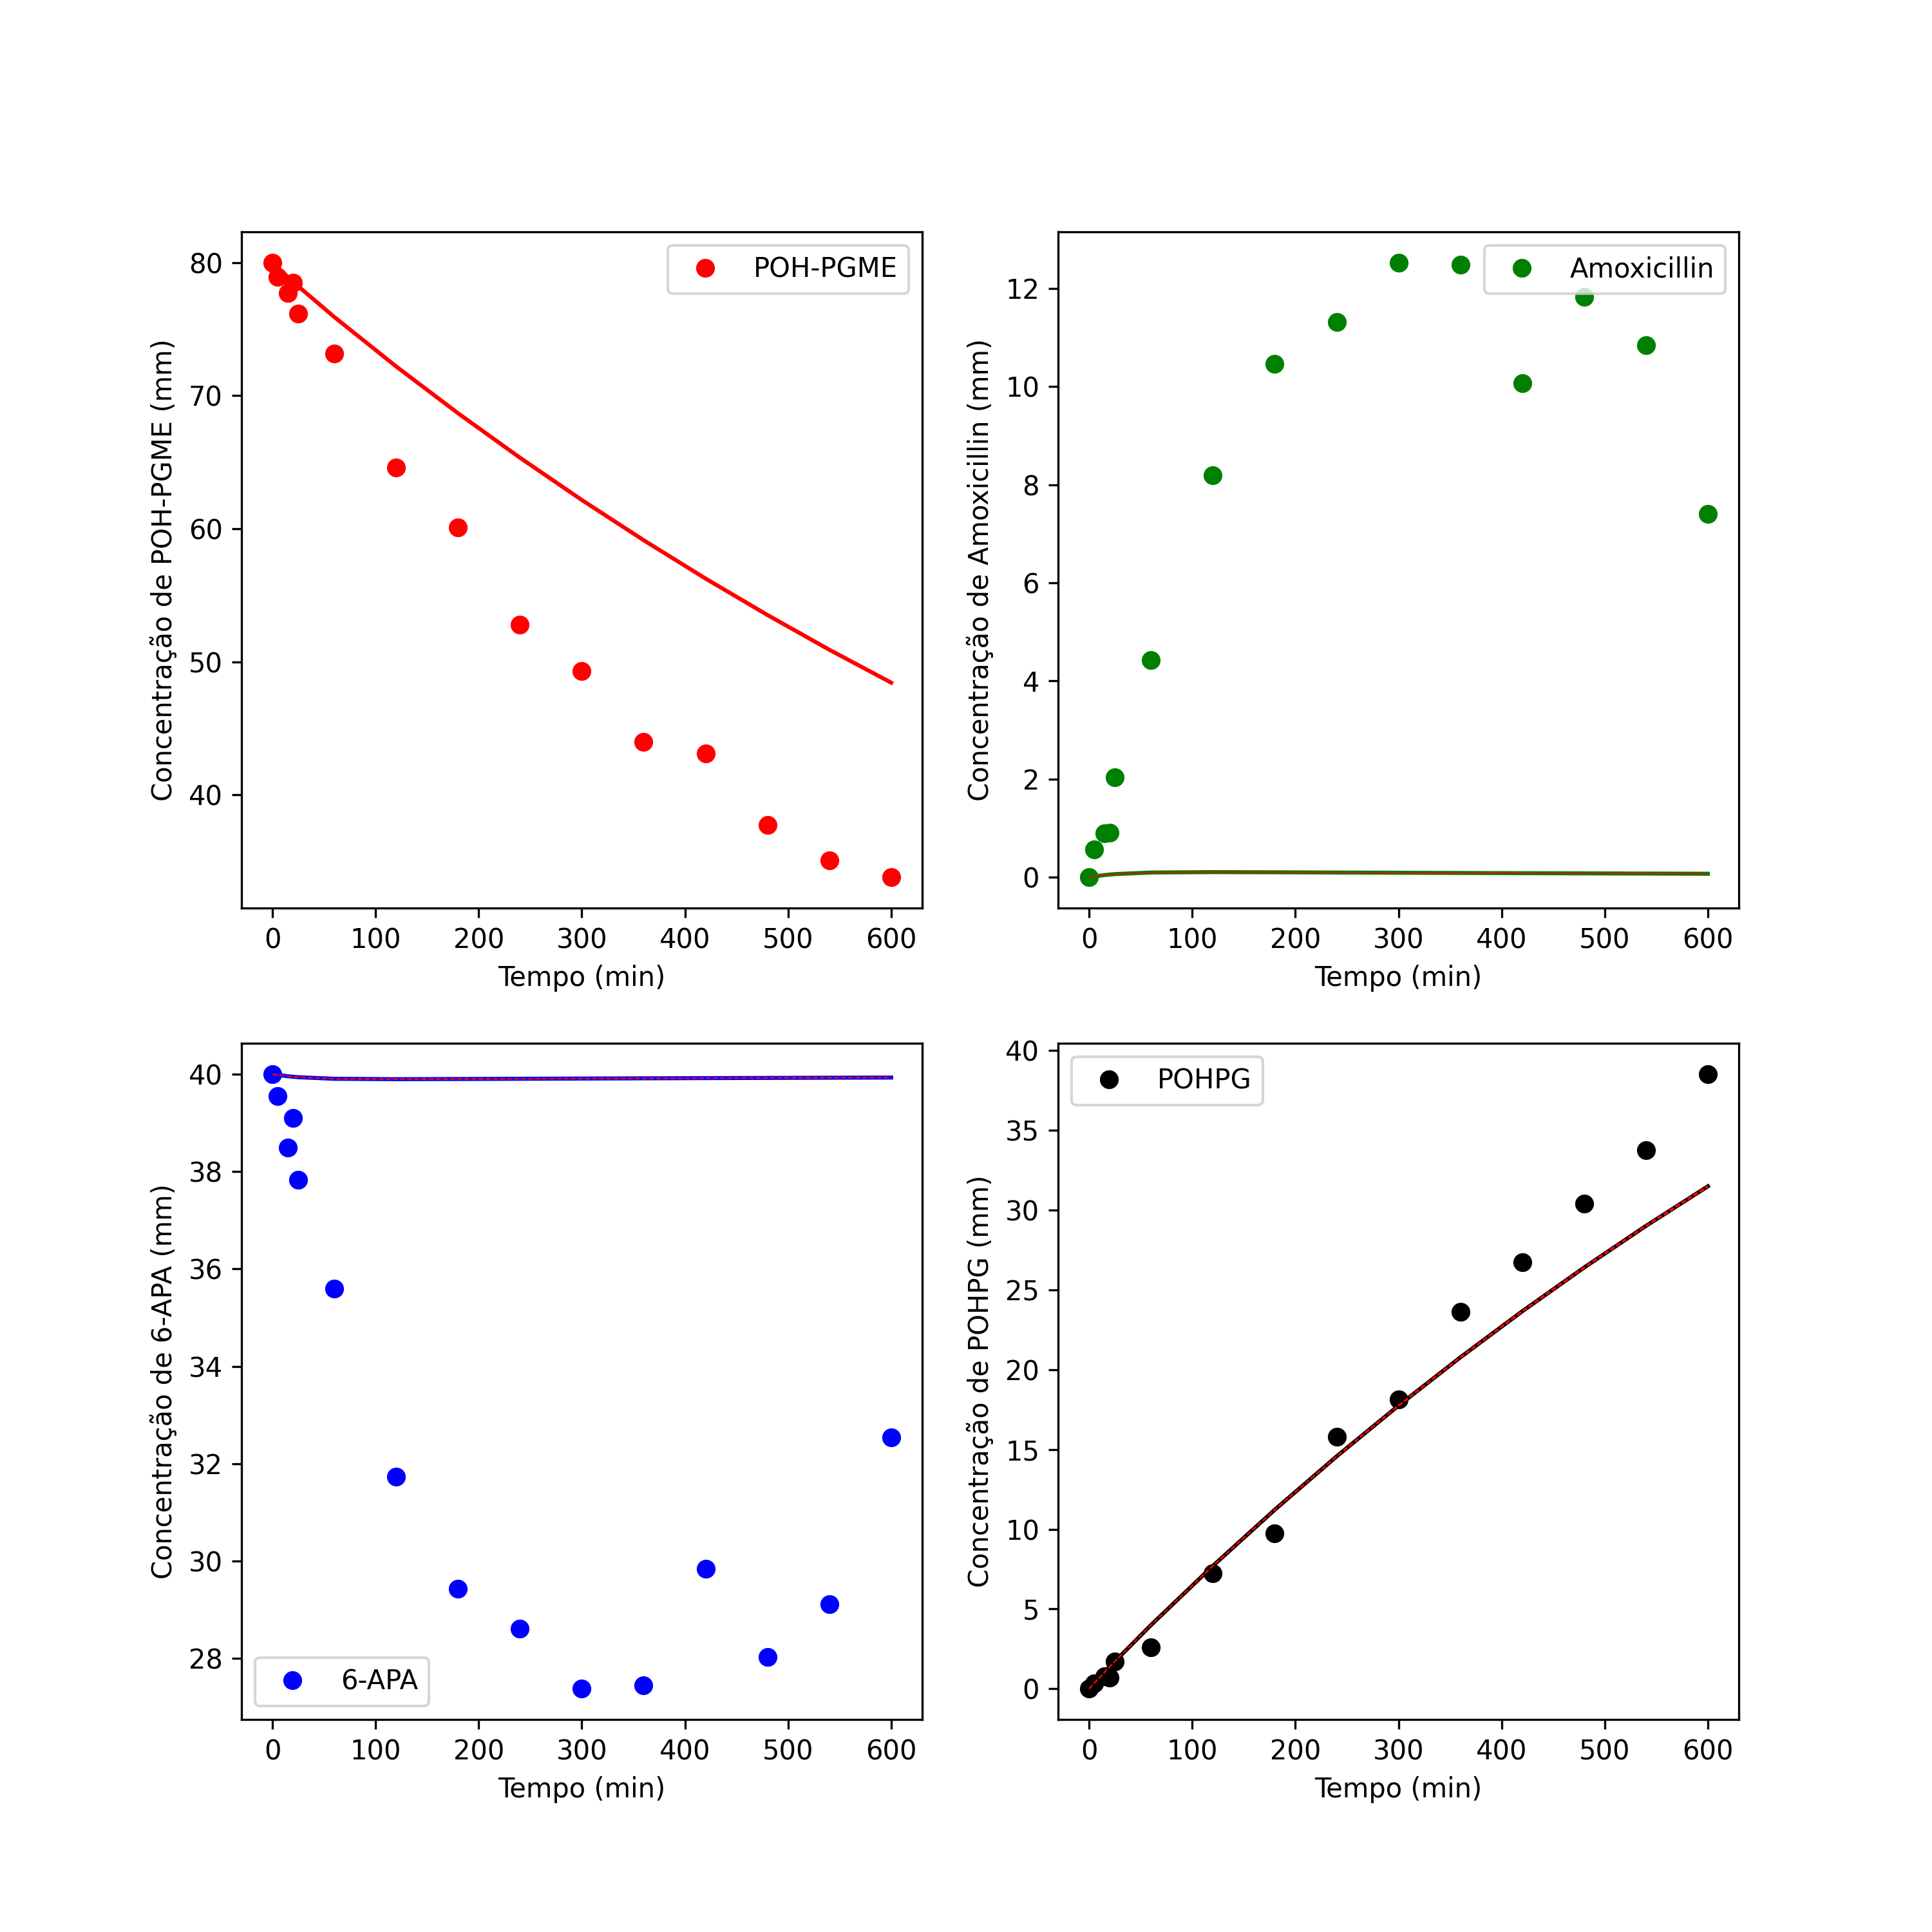 POH-PGME
80
70
60
50
40
Concentração de POH-PGME (mm)
0 100 200 300 400 500 600
Tempo (min)
Amoxicillin
12
10
8
6
4
2
0
Concentração de Amoxicillin (mm)
0 100 200 300 400 500 600
Tempo (min)
40
38
36
34
32
30
28
Concentração de 6-APA (mm)
6-APA
0 100 200 300 400 500 600
Tempo (min)
POHPG
40
35
30
25
20
15
10
5
0
Concentração de POHPG (mm)
0 100 200 300 400 500 600
Tempo (min)